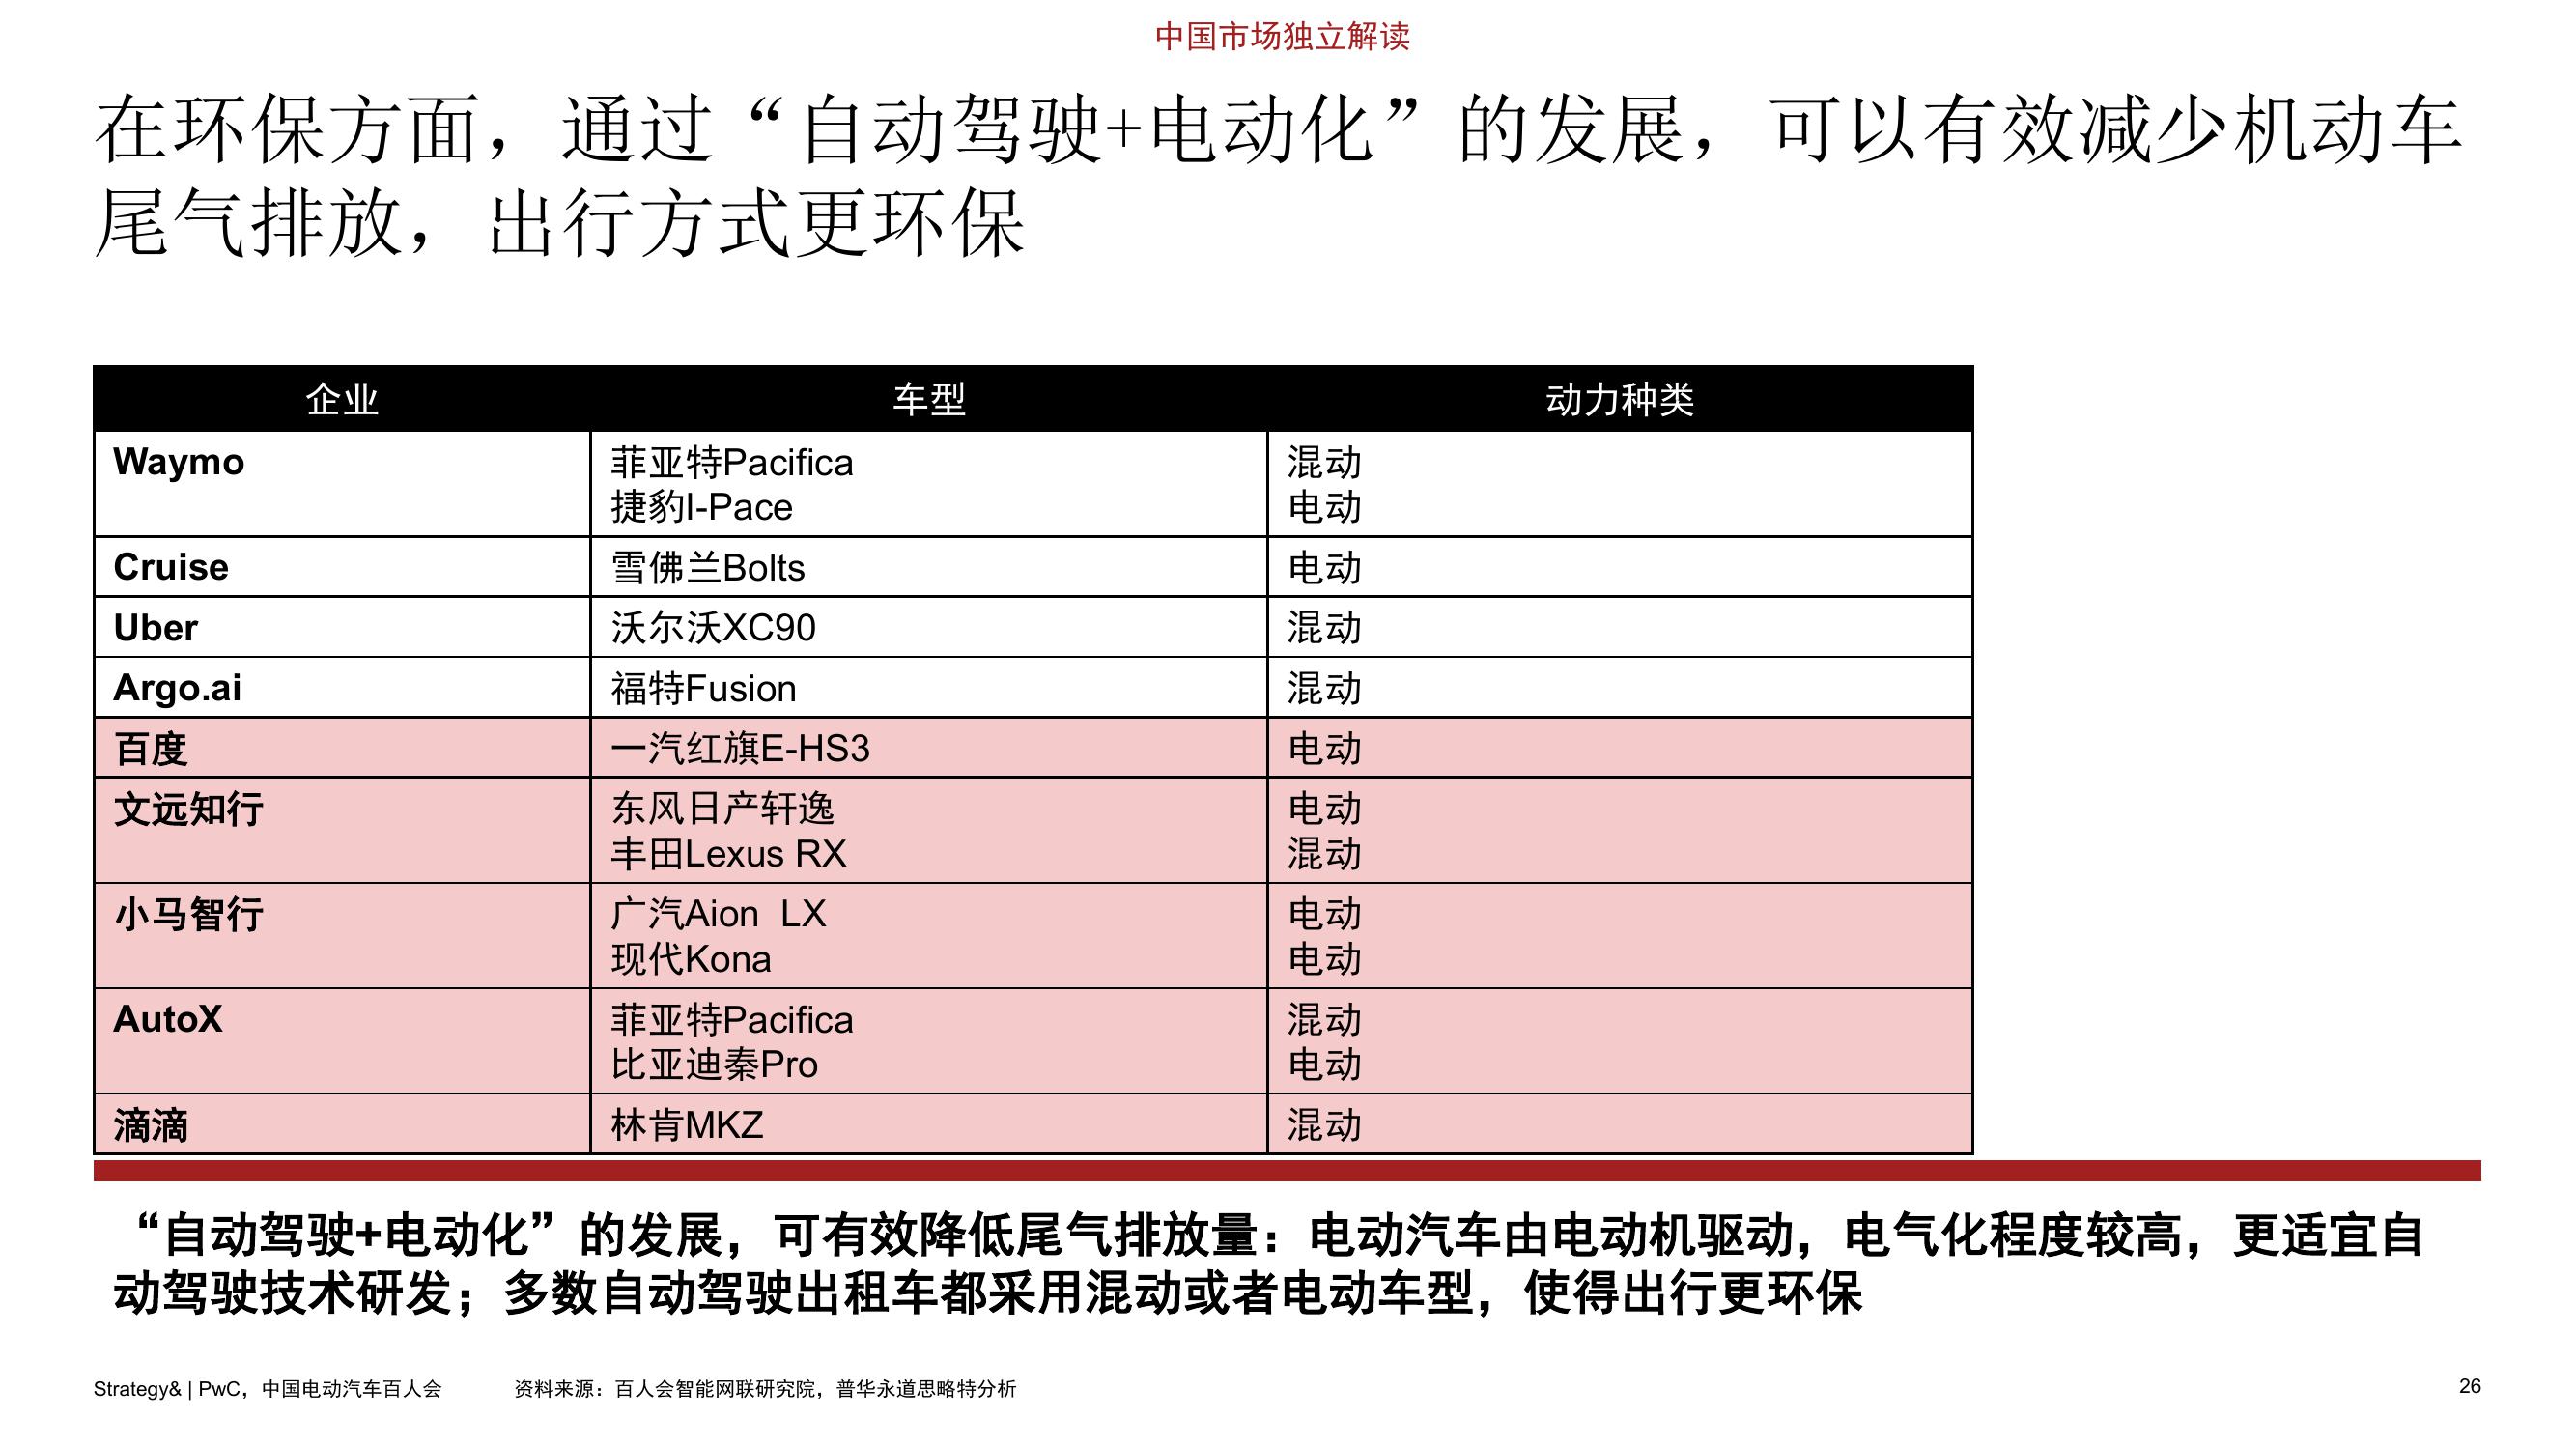 中国市场独立解读
在环保方面，通过“自动驾驶+电动化”的发展，可以有效减少机动车
尾气排放，出行方式更环保
企业 车型 动力种类
Waymo 菲亚特Pacifica 混动
捷豹I-Pace 电动
Cruise 雪佛兰Bolts 电动
Uber 沃尔沃XC90 混动
Argo.ai 福特Fusion 混动
百度 一汽红旗E-HS3 电动
文远知行 东风日产轩逸 电动
丰田Lexus RX 混动
小马智行 广汽Aion LX 电动
现代Kona 电动
AutoX 菲亚特Pacifica 混动
比亚迪秦Pro 电动
滴滴 林肯MKZ 混动
“自动驾驶+电动化”的发展，可有效降低尾气排放量：电动汽车由电动机驱动，电气化程度较高，更适宜自
动驾驶技术研发；多数自动驾驶出租车都采用混动或者电动车型，使得出行更环保
Strategy& | PwC，中国电动汽车百人会 资料来源：百人会智能网联研究院，普华永道思略特分析 26